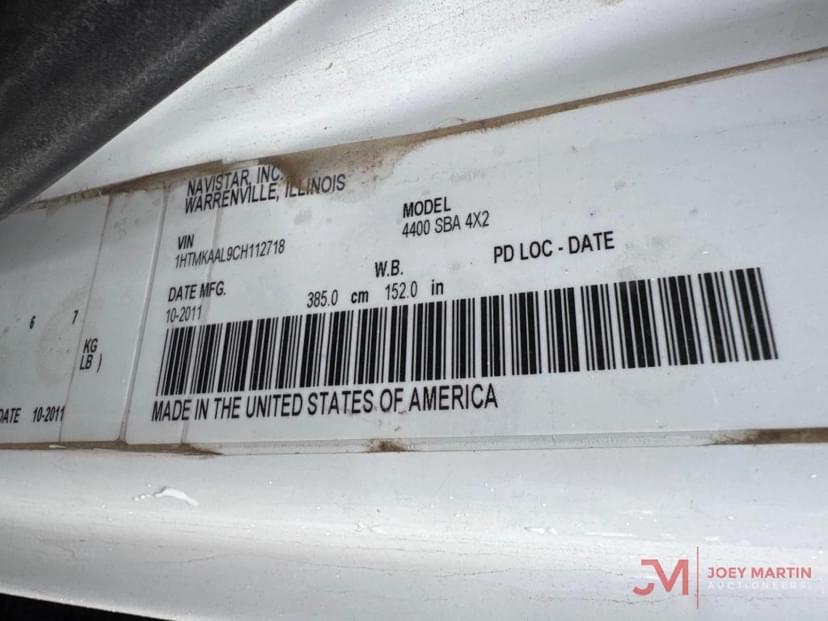 NAVISTAR, INC.
WARRENVILLE, ILLINOIS
MODEL
4400 SBA 4X2
VIN
1HTMKAAL9CH112718
W.B.
PD LOC - DATE
DATE MFG.
10-2011
385.0 cm 152.0 in
6 7
KG
LB )
DATE 10-2011
MADE IN THE UNITED STATES OF AMERICA
JM
JOEY MARTIN
AUCTIONEERS